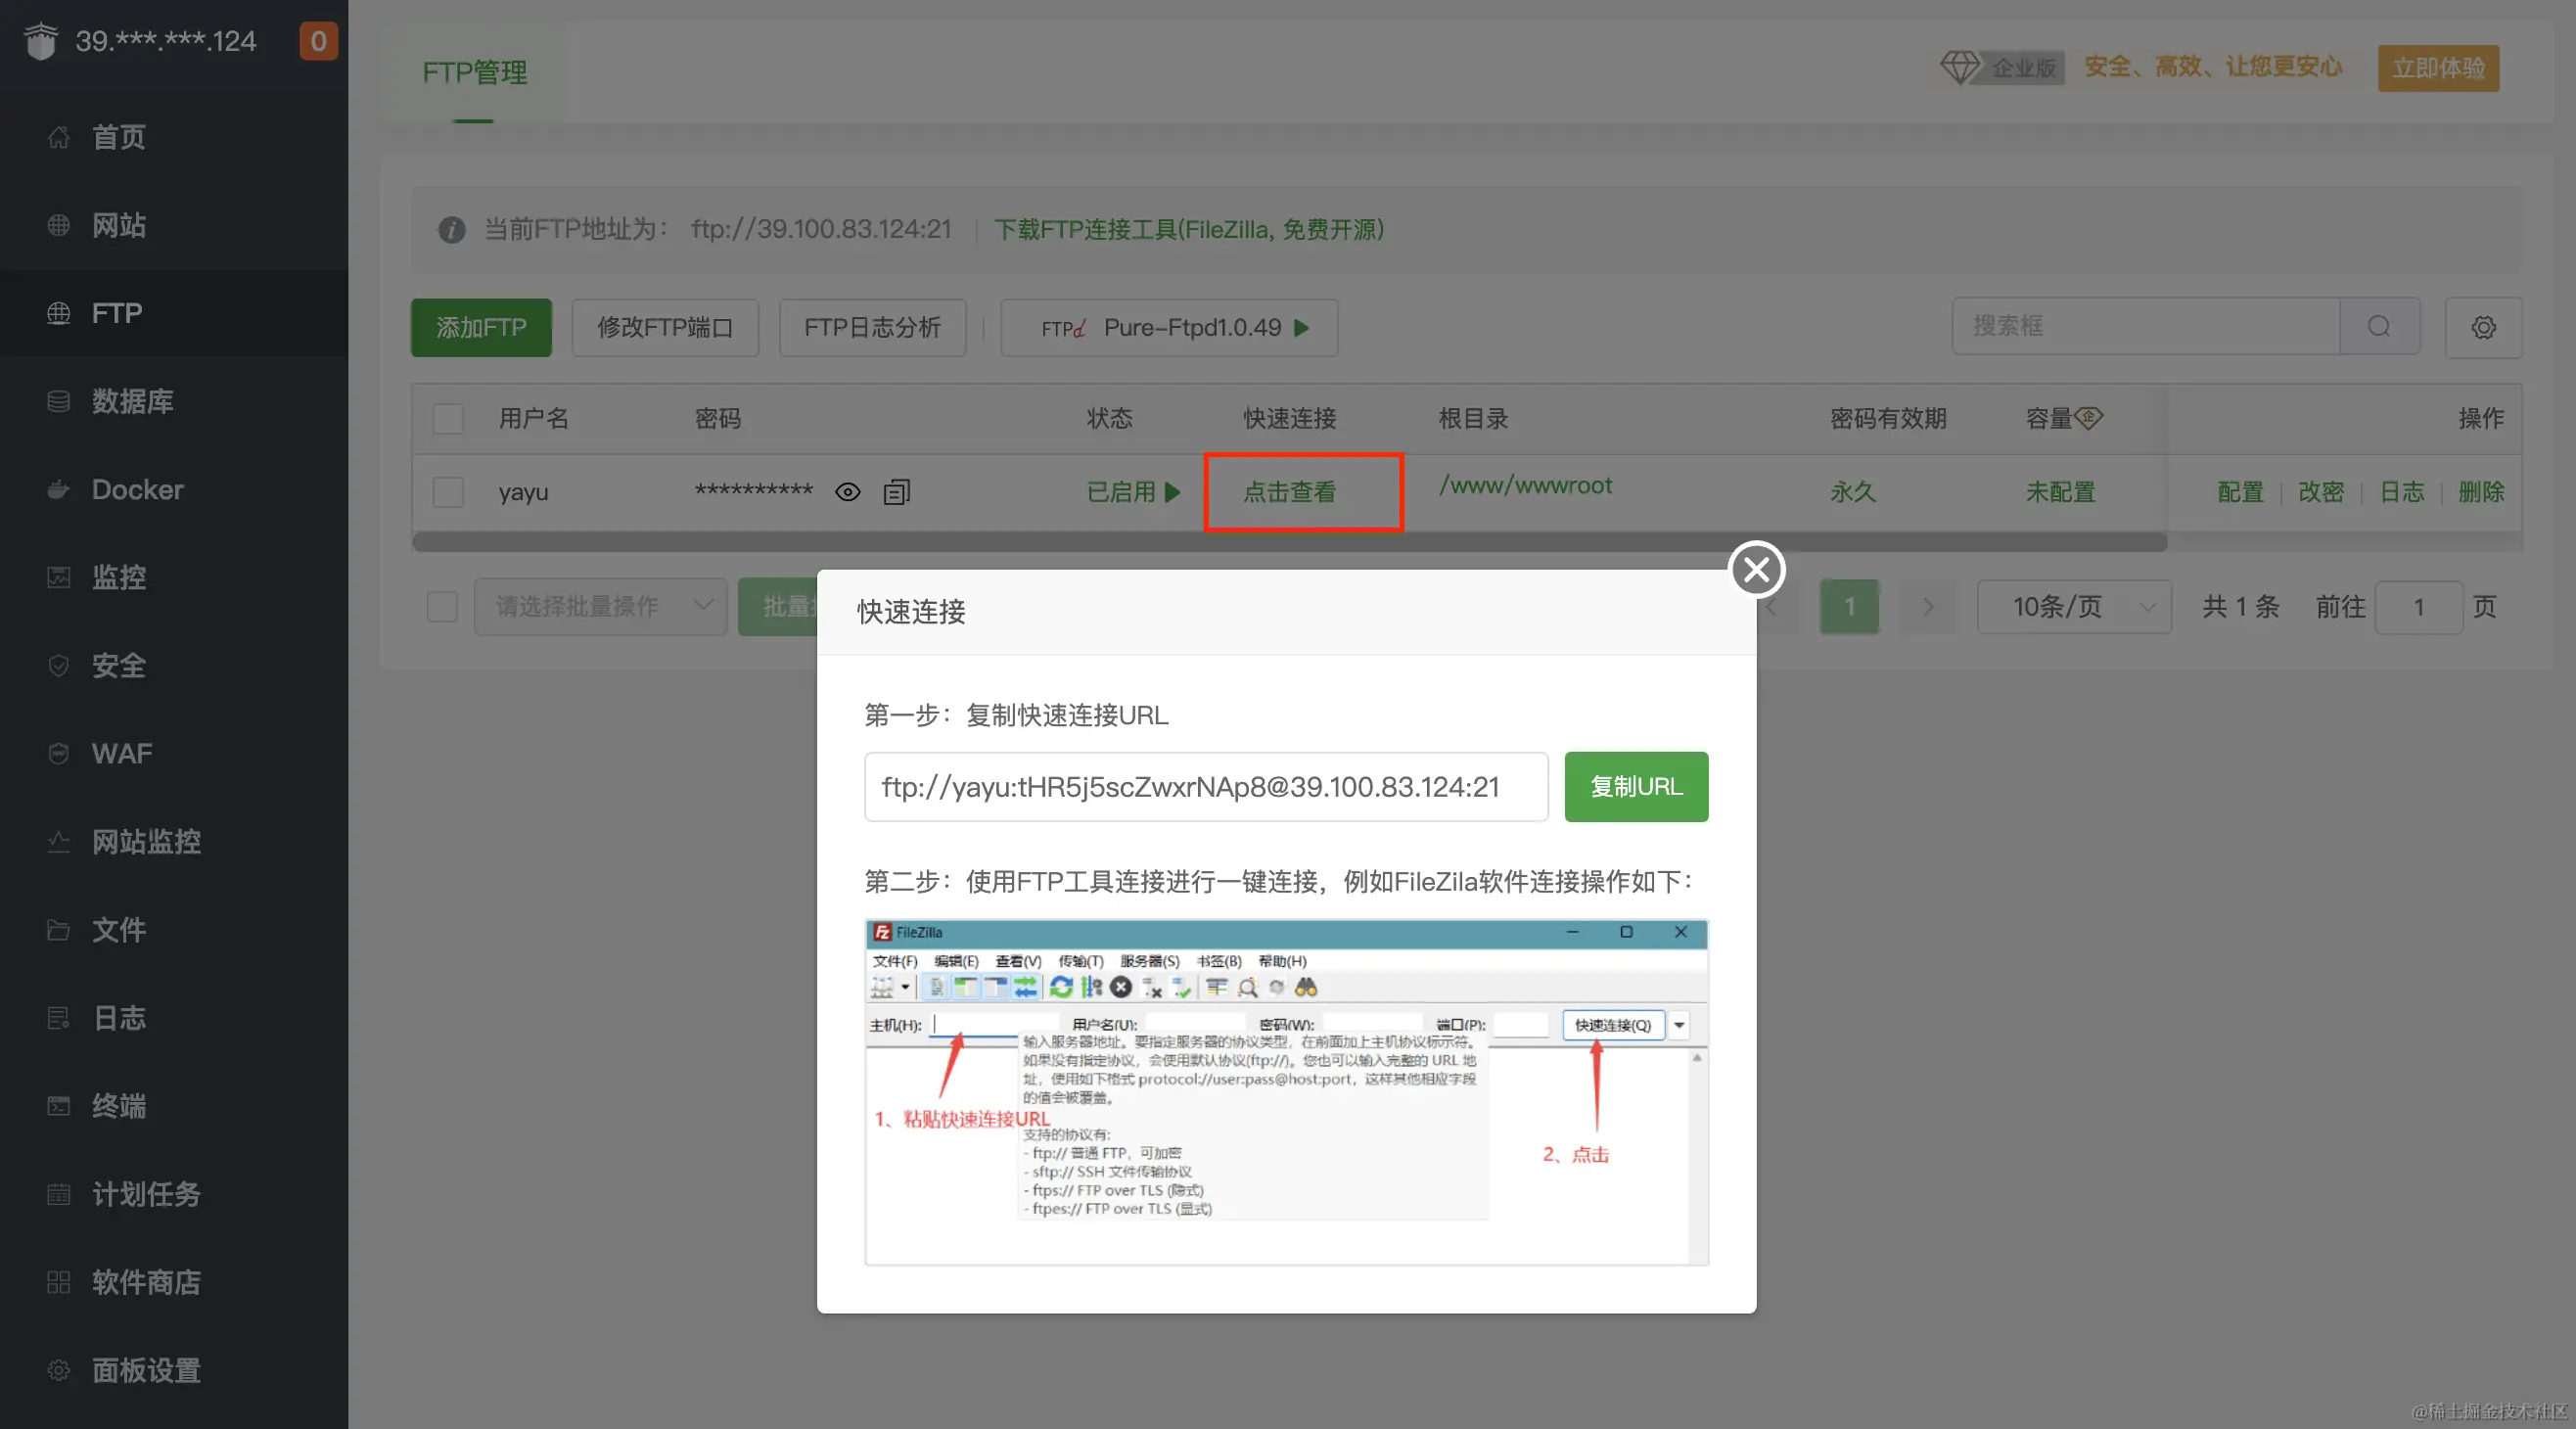 39.***.***.124
0
首页
网站
FTP
数据库
Docker
监控
安全
WAF
网站监控
文件
日志
终端
计划任务
软件商店
面板设置
FTP管理
企业版 安全、高效、让您更安心 立即体验
当前FTP地址为： ftp://39.100.83.124:21 下载FTP连接工具(FileZilla, 免费开源)
添加FTP 修改FTP端口 FTP日志分析 FTPd Pure-Ftpd1.0.49 搜索框
用户名 密码 状态 快速连接 根目录 密码有效期 容量 企 操作
yayu ********** 已启用 点击查看 /www/wwwroot 永久 未配置 配置 改密 日志 删除
请选择批量操作 批量 1 10条/页 共 1 条 前往 1 页
快速连接
第一步：复制快速连接URL
ftp://yayu:tHR5j5scZwxrNAp8@39.100.83.124:21 复制URL
第二步：使用FTP工具连接进行一键连接，例如FileZila软件连接操作如下：
FileZilla
文件(F) 编辑(E) 查看(V) 传输(T) 服务器(S) 书签(B) 帮助(H)
主机(H): 用户名(U): 密码(W): 端口(P): 快速连接(Q)
输入服务器地址。要指定服务器的协议类型，在前面加上主机协议标示符。
如果没有指定协议，会使用默认协议(ftp://)。您也可以输入完整的 URL 地
址，使用如下格式 protocol://user:pass@host:port，这样其他相应字段
的值会被覆盖。
1、粘贴快速连接URL
支持的协议有:
- ftp:// 普通 FTP，可加密
- sftp:// SSH 文件传输协议
- ftps:// FTP over TLS (隐式)
- ftpes:// FTP over TLS (显式)
2、点击
@稀土掘金技术社区